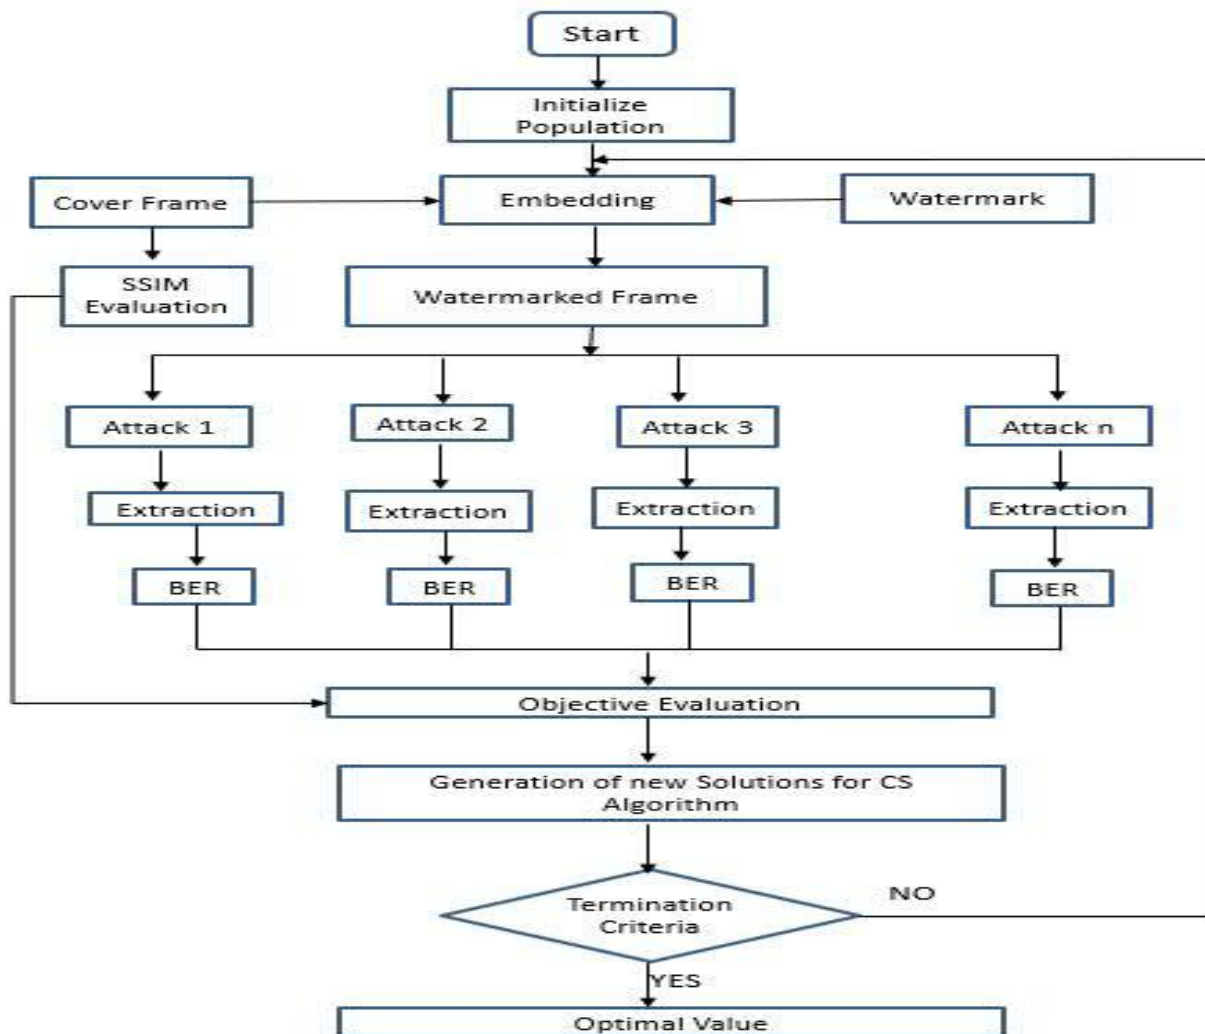 Start
Initialize
Population
Cover Frame
Embedding
Watermark
SSIM
Evaluation
Watermarked Frame
Attack 1
Attack 2
Attack 3
Attack n
Extraction
Extraction
Extraction
Extraction
BER
BER
BER
BER
Objective Evaluation
Generation of new Solutions for CS
Algorithm
Termination
Criteria
NO
YES
Optimal Value